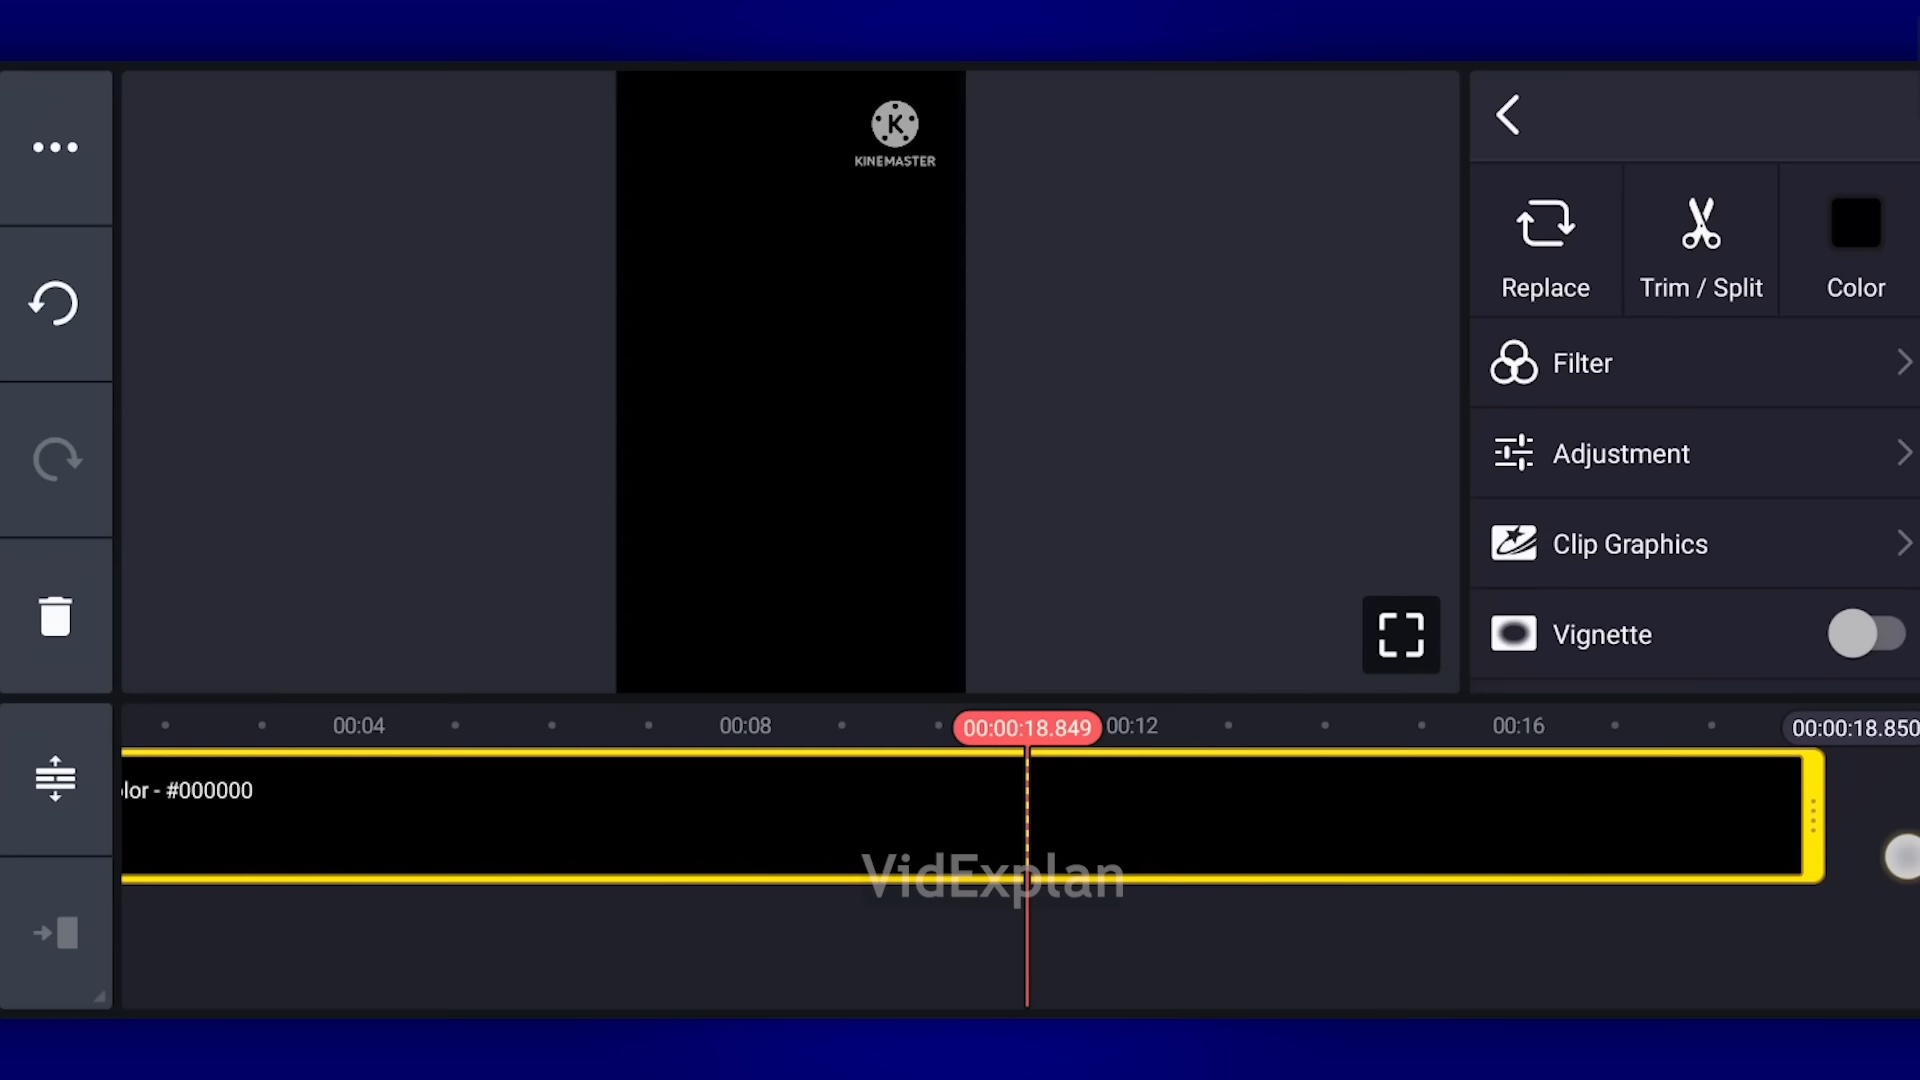 KINEMASTER
Replace
Trim / Split
Color
Filter
Adjustment
Clip Graphics
Vignette
00:04
00:08
00:00:18.849
00:12
00:16
00:00:18.850
lor - #000000
VidExplan